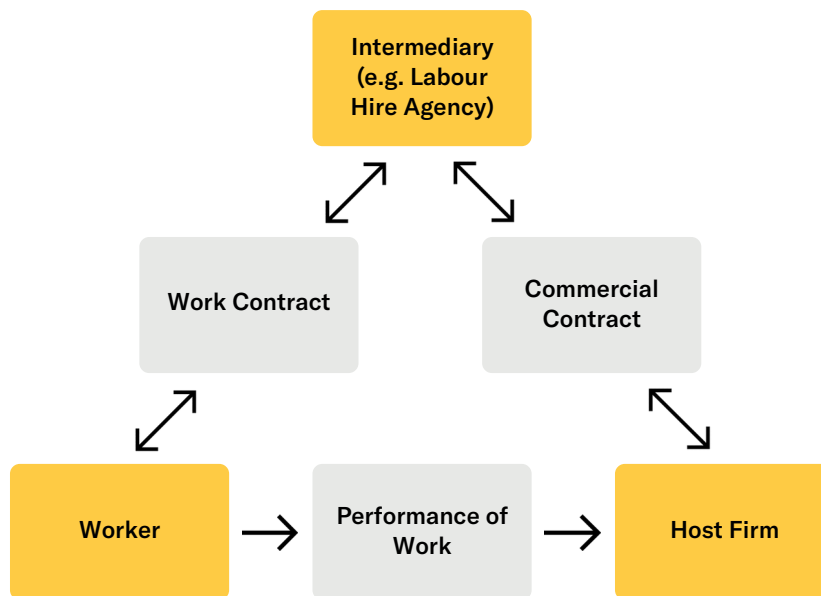 Intermediary
(e.g. Labour
Hire Agency)
Work Contract
Commercial
Contract
Worker
Performance of
Work
Host Firm